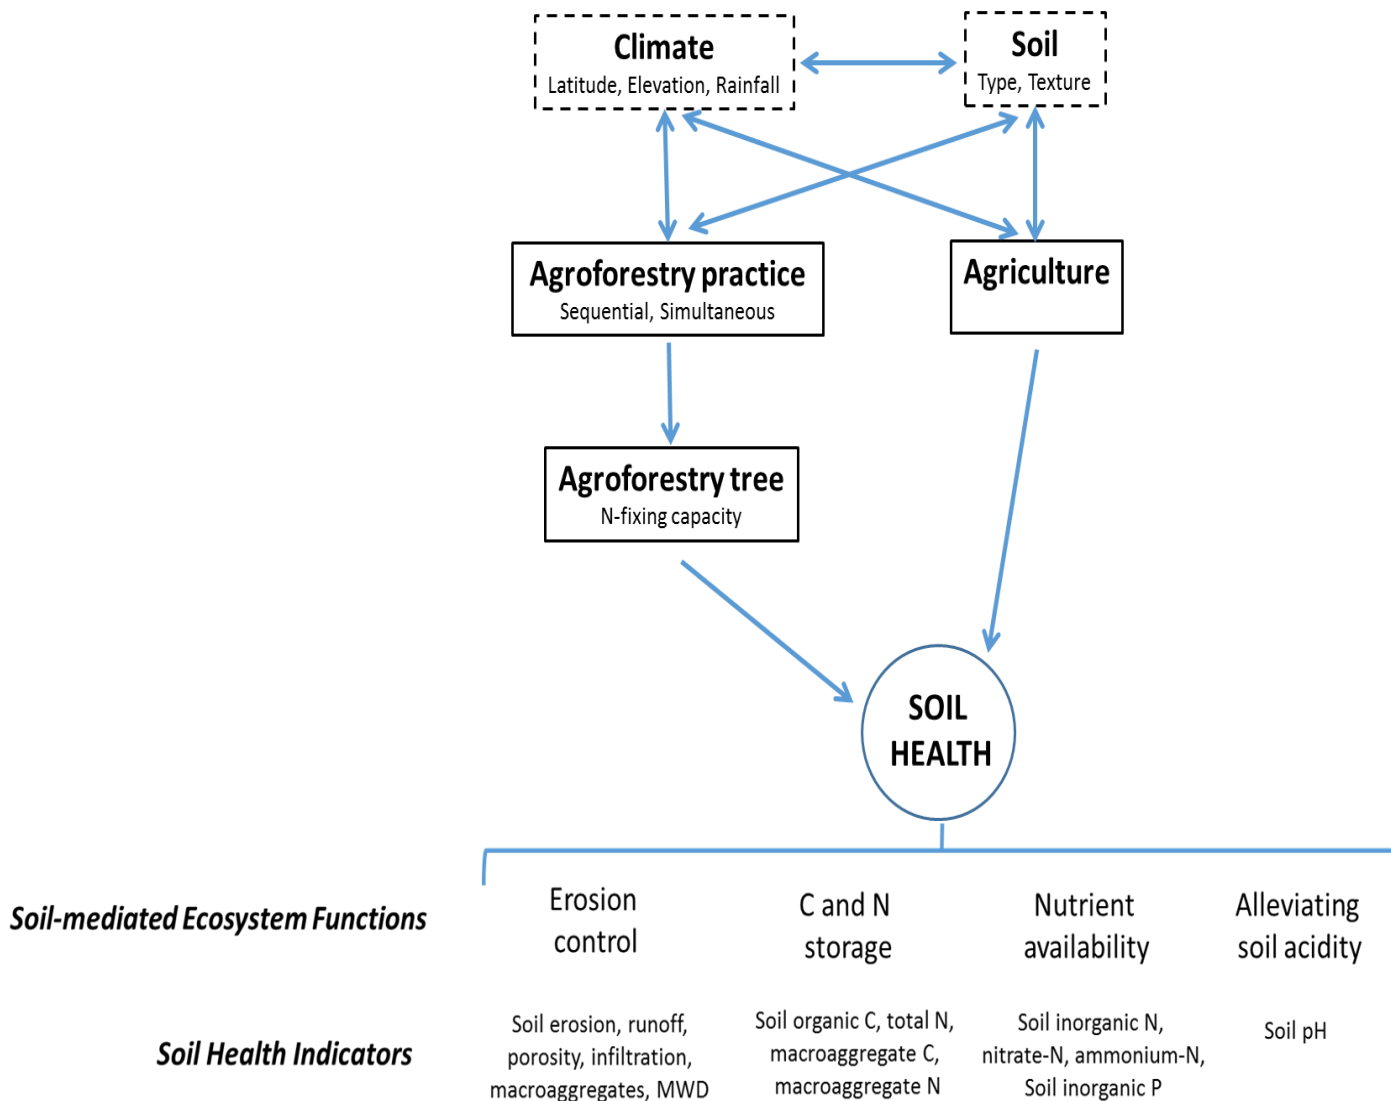 Climate
Latitude, Elevation, Rainfall
Soil
Type, Texture
Agroforestry practice
Sequential, Simultaneous
Agriculture
Agroforestry tree
N-fixing capacity
SOIL
HEALTH
Soil-mediated Ecosystem Functions
Erosion
control
C and N
storage
Nutrient
availability
Alleviating
soil acidity
Soil Health Indicators
Soil erosion, runoff,
porosity, infiltration,
macroaggregates, MWD
Soil organic C, total N,
macroaggregate C,
macroaggregate N
Soil inorganic N,
nitrate-N, ammonium-N,
Soil inorganic P
Soil pH